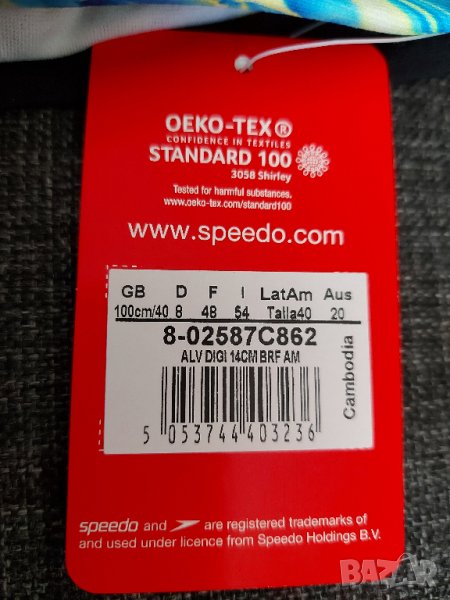 OEKO-TEX®
CONFIDENCE IN TEXTILES
STANDARD 100
3058 Shirley
Tested for harmful substances.
www.oeko-tex.com/standard100
www.speedo.com
GB D F I LatAm Aus
100cm/40 8 48 54 Talla40 20
8-02587C862
ALV DIGI 14CM BRF AM
Cambodia
5 053744 403236
speedo and are registered trademarks of
and used under licence from Speedo Holdings B.V.
BAZAR